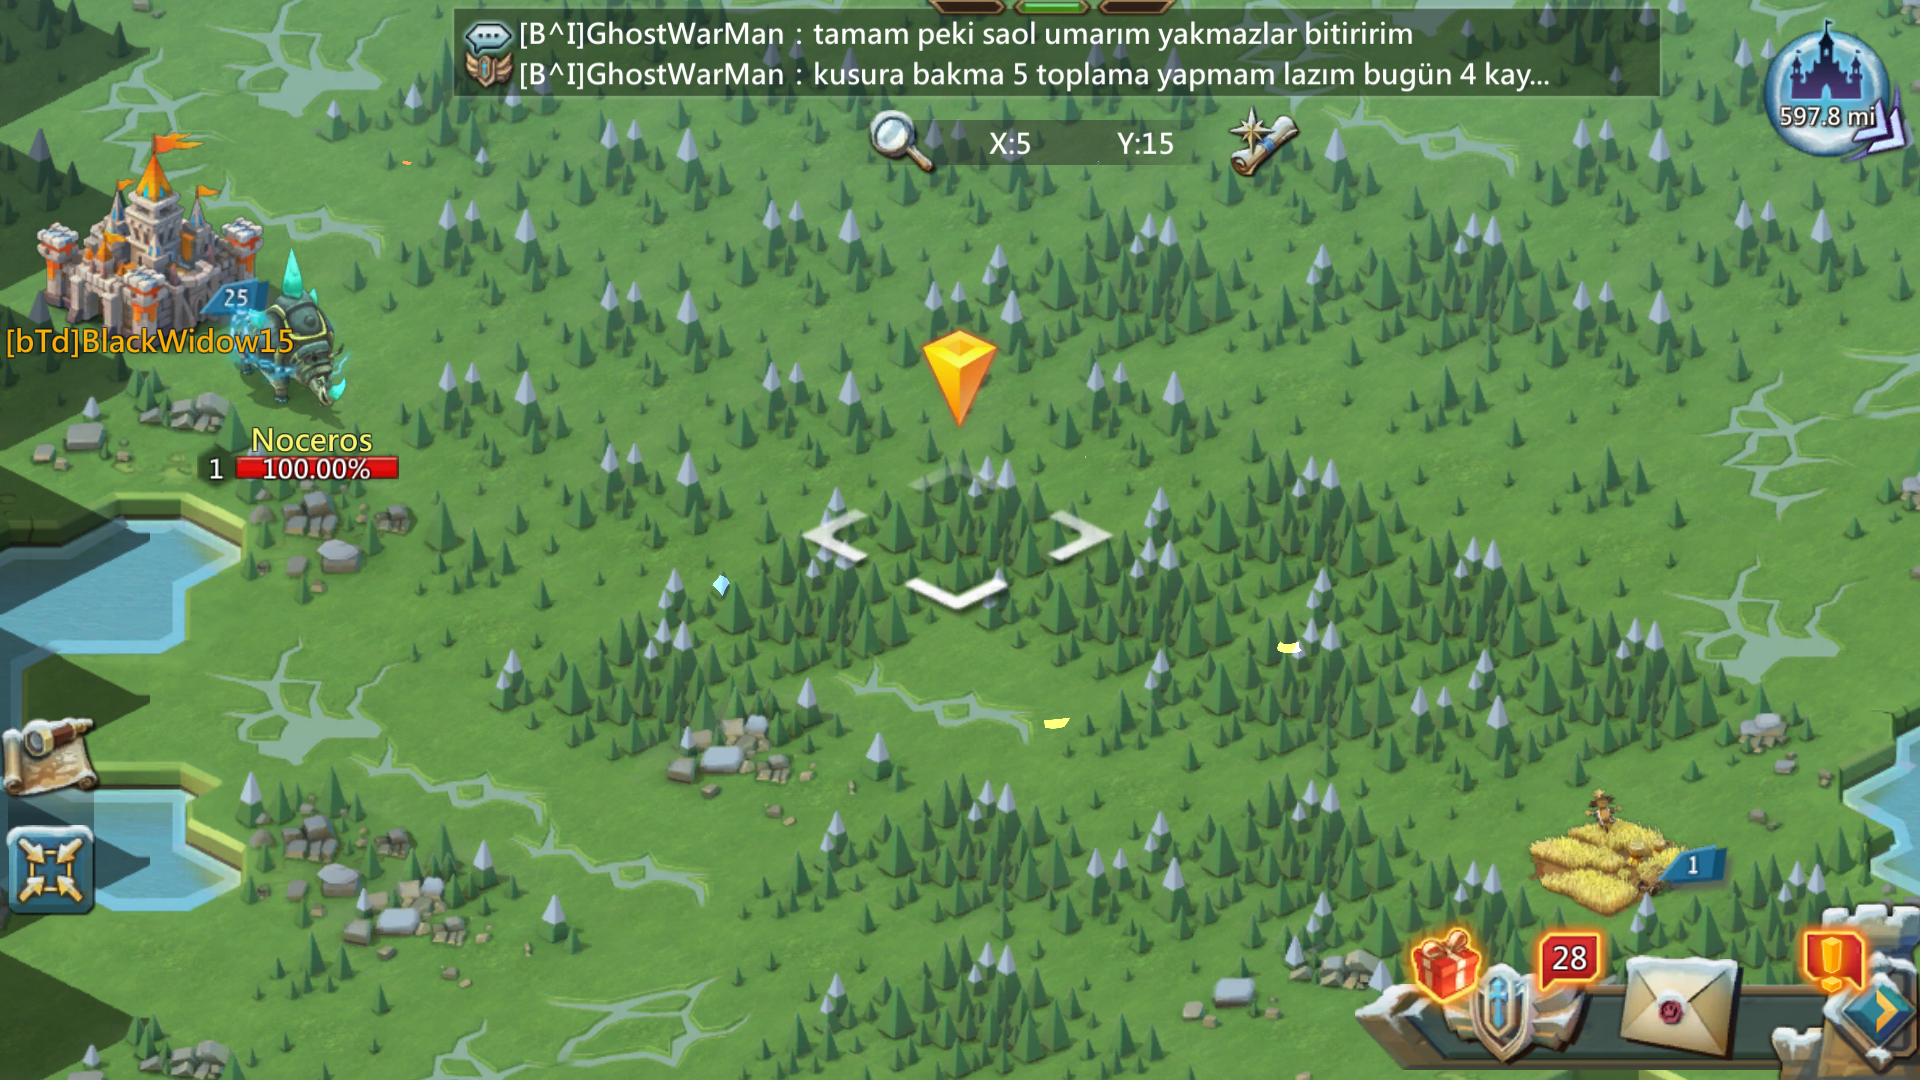 [B^I]GhostWarMan : tamam peki saol umarım yakmazlar bitiririm
[B^I]GhostWarMan : kusura bakma 5 toplama yapmam lazım bugün 4 kay...
597.8 mi
X:5 Y:15
25
[bTd]BlackWidow15
Noceros
1 100.00%
1
28